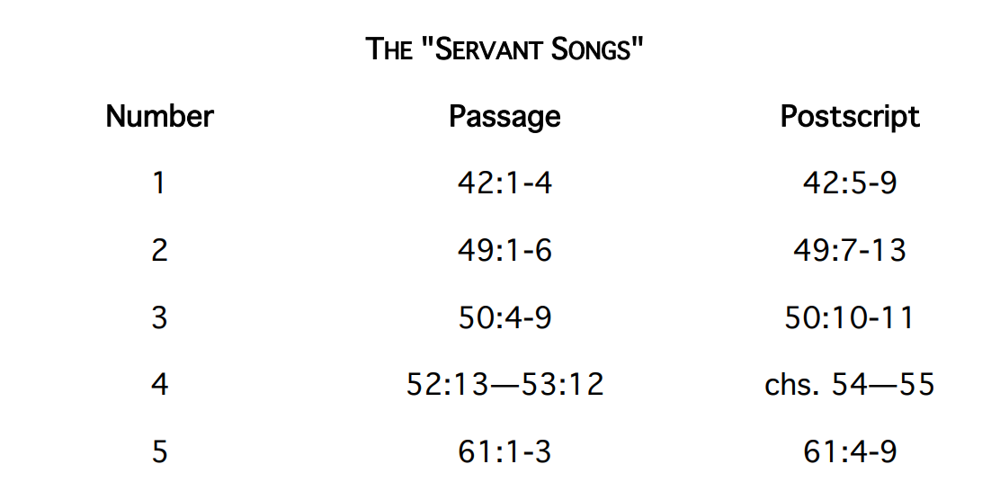 THE "SERVANT SONGS"
Number Passage Postscript
1 42:1-4 42:5-9
2 49:1-6 49:7-13
3 50:4-9 50:10-11
4 52:13—53:12 chs. 54—55
5 61:1-3 61:4-9